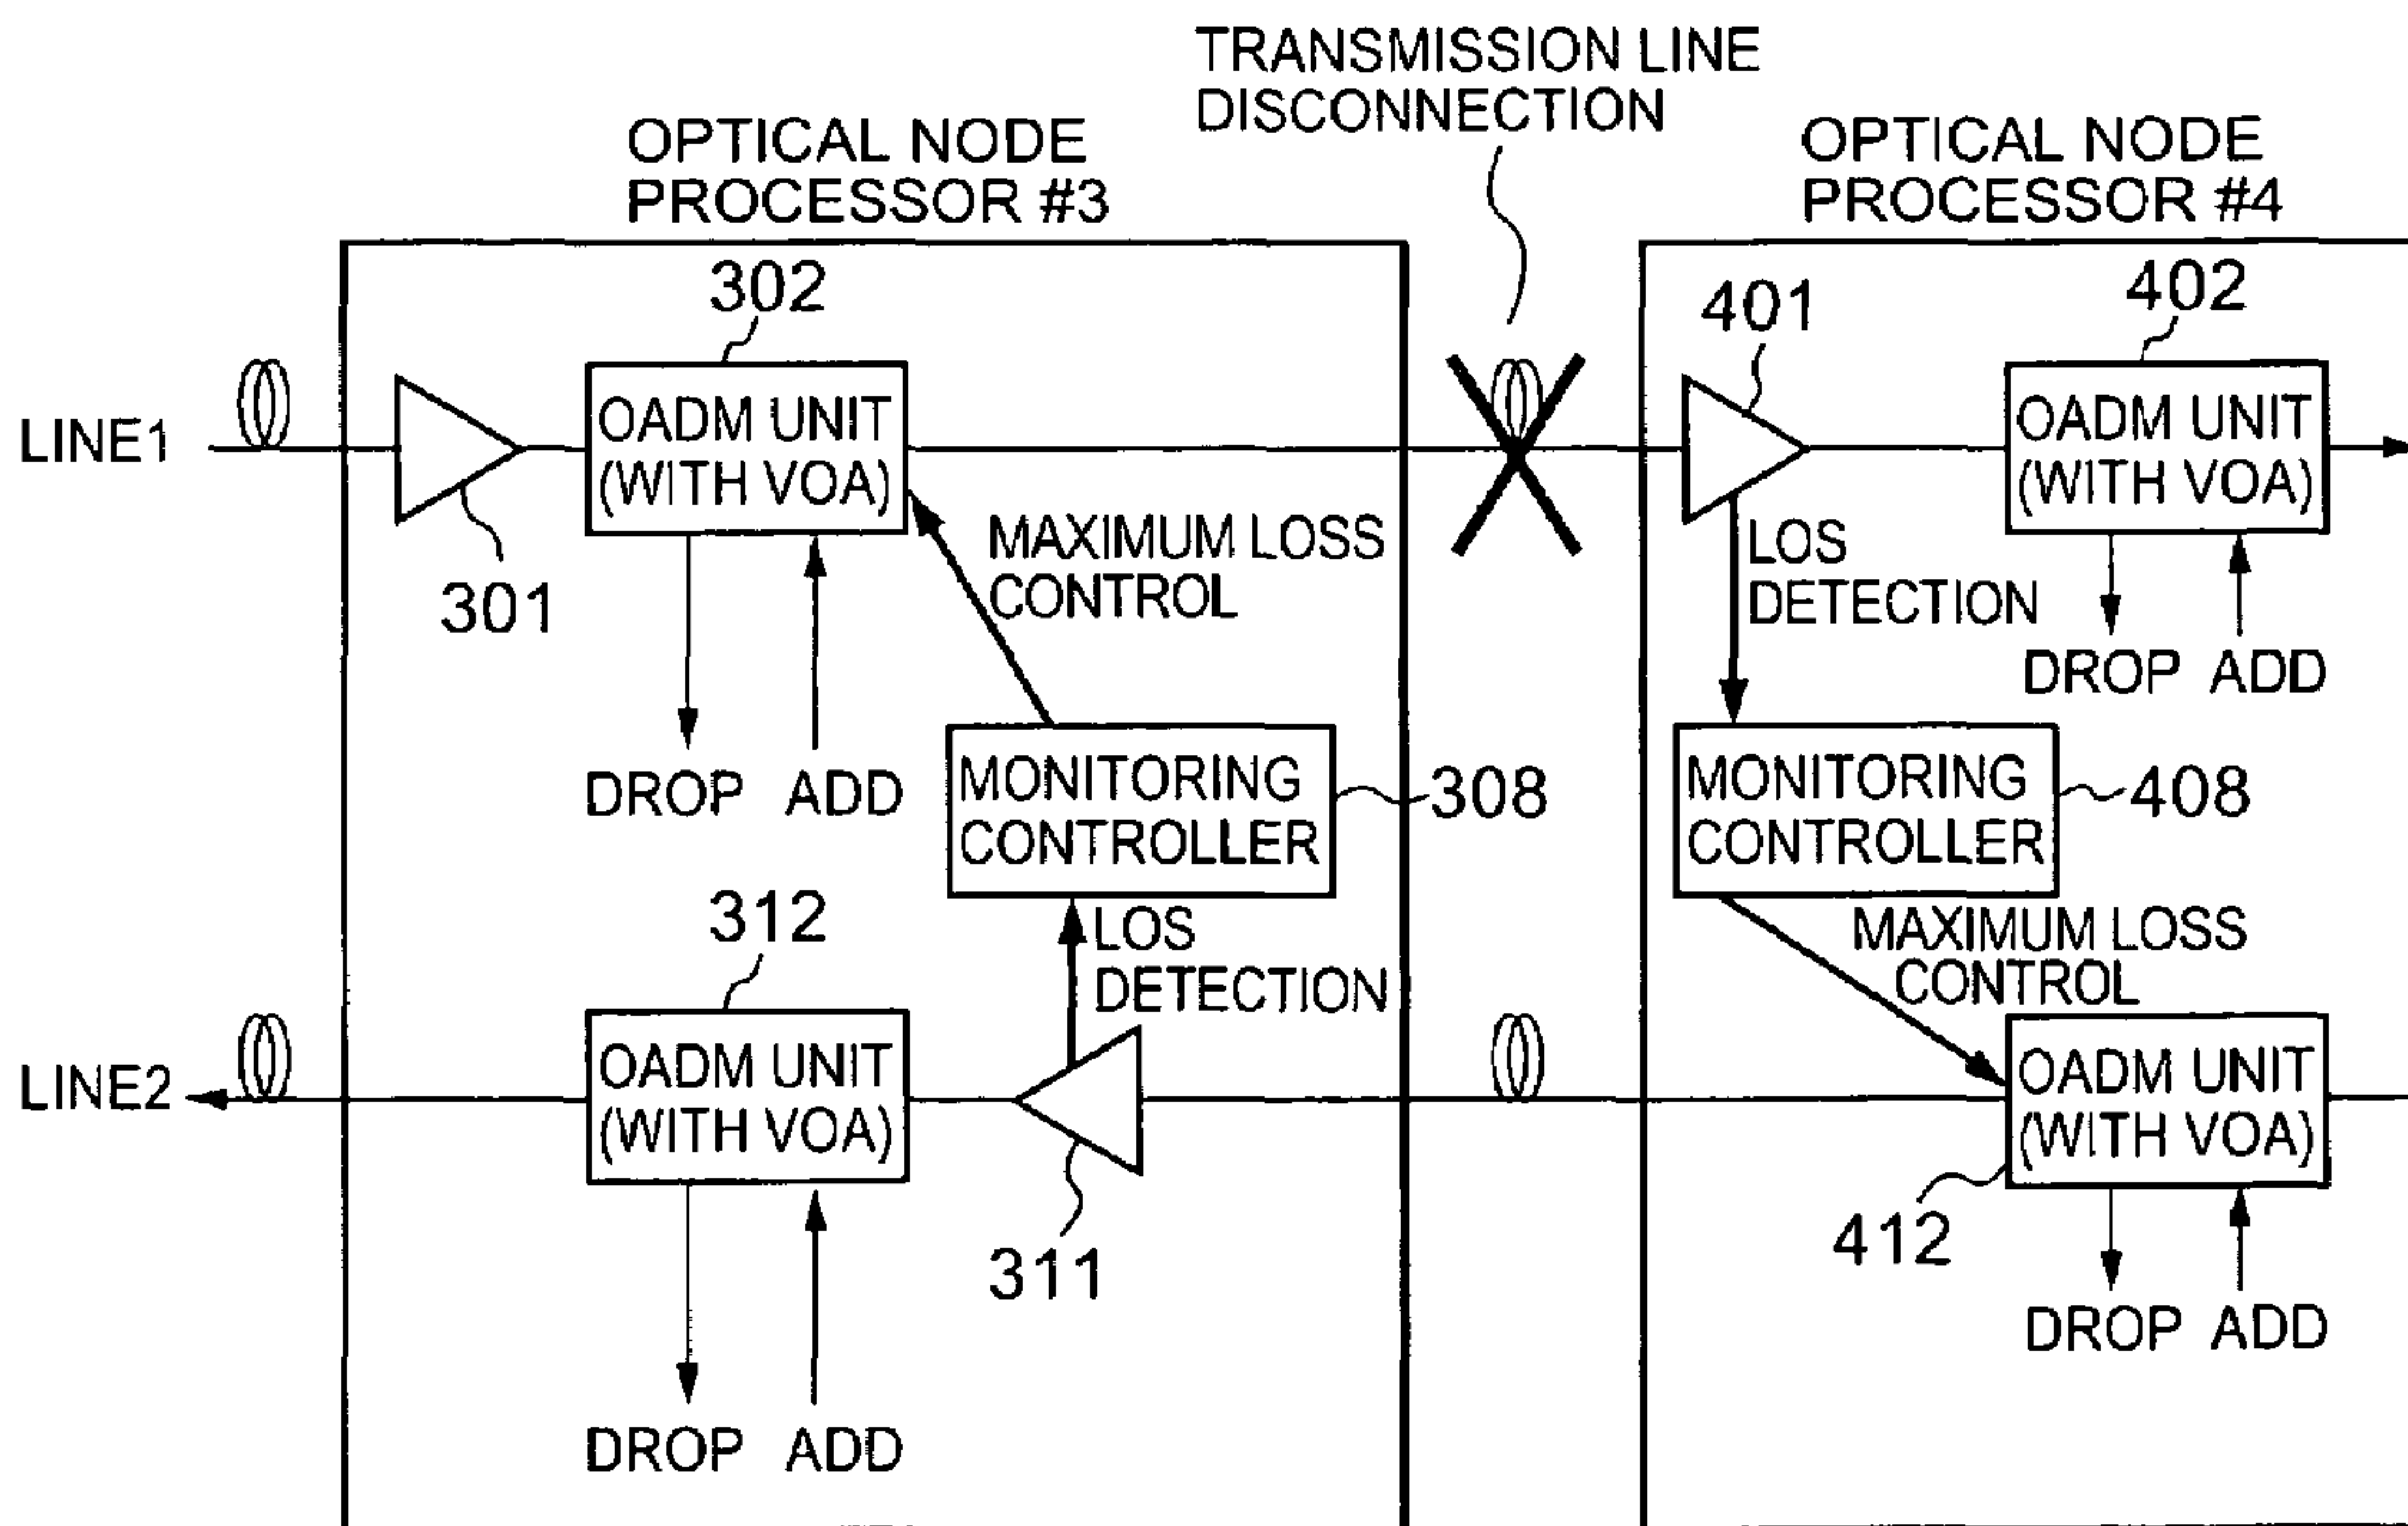 TRANSMISSION LINE
DISCONNECTION
OPTICAL NODE
PROCESSOR #3
OPTICAL NODE
PROCESSOR #4
302
401
402
LINE1
OADM UNIT
(WITH VOA)
OADM UNIT
(WITH VOA)
301
MAXIMUM LOSS
CONTROL
LOS
DETECTION
DROP ADD
DROP ADD
MONITORING
CONTROLLER
308
MONITORING
CONTROLLER
408
312
LOS
DETECTION
MAXIMUM LOSS
CONTROL
LINE2
OADM UNIT
(WITH VOA)
OADM UNIT
(WITH VOA)
311
412
DROP ADD
DROP ADD